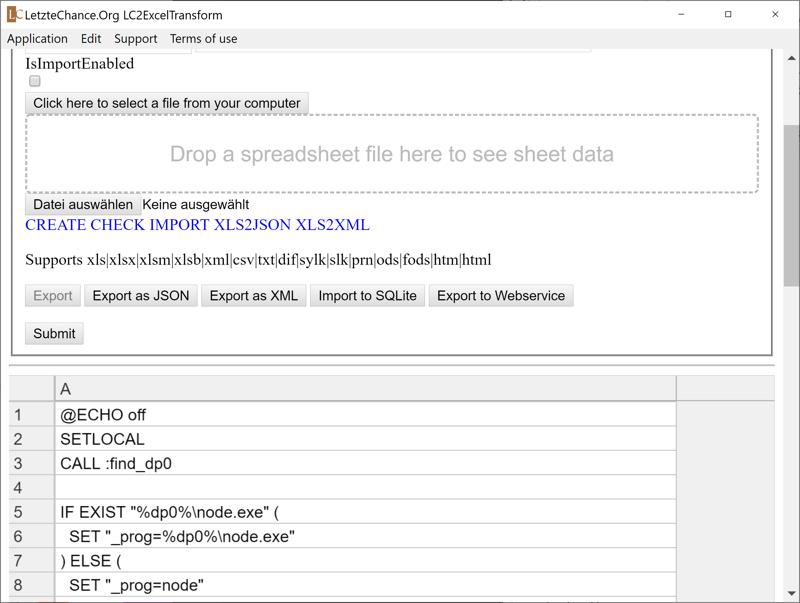 LC LetzteChance.Org LC2ExcelTransform
Application Edit Support Terms of use
IsImportEnabled
Click here to select a file from your computer
Drop a spreadsheet file here to see sheet data
Datei auswählen Keine ausgewählt
CREATE CHECK IMPORT XLS2JSON XLS2XML
Supports xls|xlsx|xlsm|xlsb|xml|csv|txt|dif|sylk|slk|prn|ods|fods|htm|html
Export Export as JSON Export as XML Import to SQLite Export to Webservice
Submit
A
1 @ECHO off
2 SETLOCAL
3 CALL :find_dp0
4
5 IF EXIST "%dp0%\node.exe" (
6 SET "_prog=%dp0%\node.exe"
7 ) ELSE (
8 SET "_prog=node"